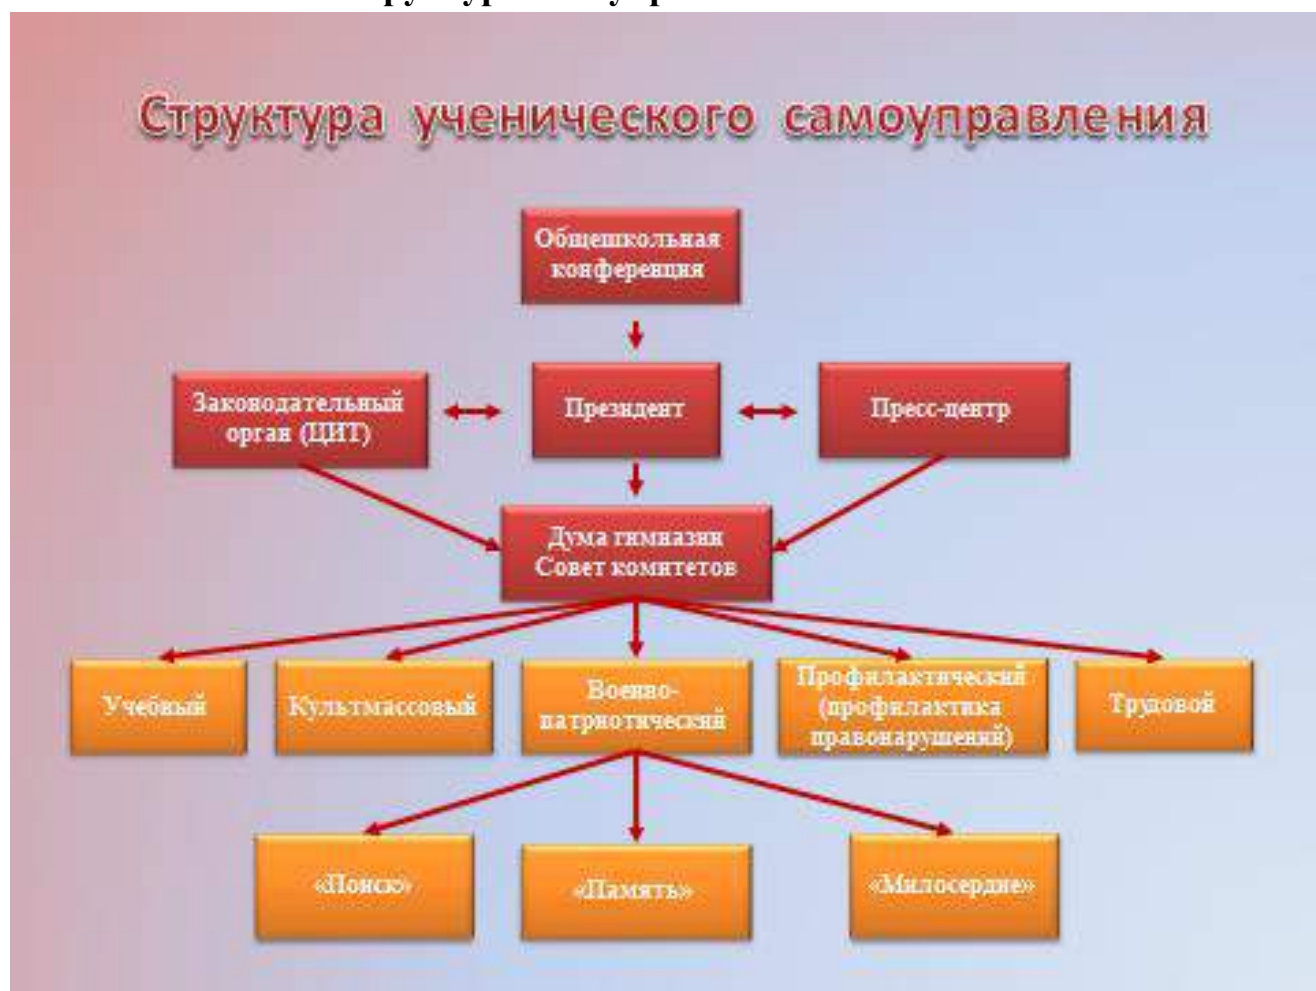 Структура ученического самоуправления
Общешкольная
конференция
Законодательный
орган (ЦИТ)
Президент
Пресс-центр
Дума гимназии
Совет комитетов
Учебный
Культмассовый
Военно-
патриотический
Профилактический
(профилактика
правонарушений)
Трудовой
«Поиск»
«Память»
«Милосердие»